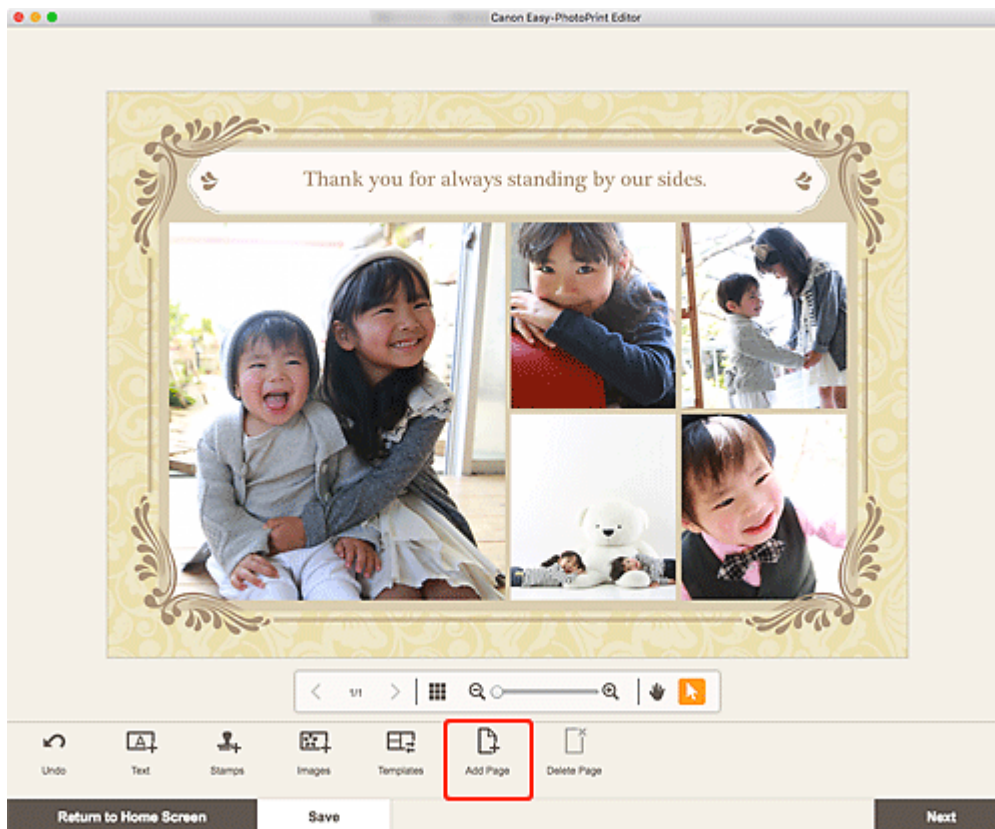 Canon Easy-PhotoPrint Editor
Thank you for always standing by our sides.
1/1
Undo
Text
Stamps
Images
Templates
Add Page
Delete Page
Return to Home Screen
Save
Next